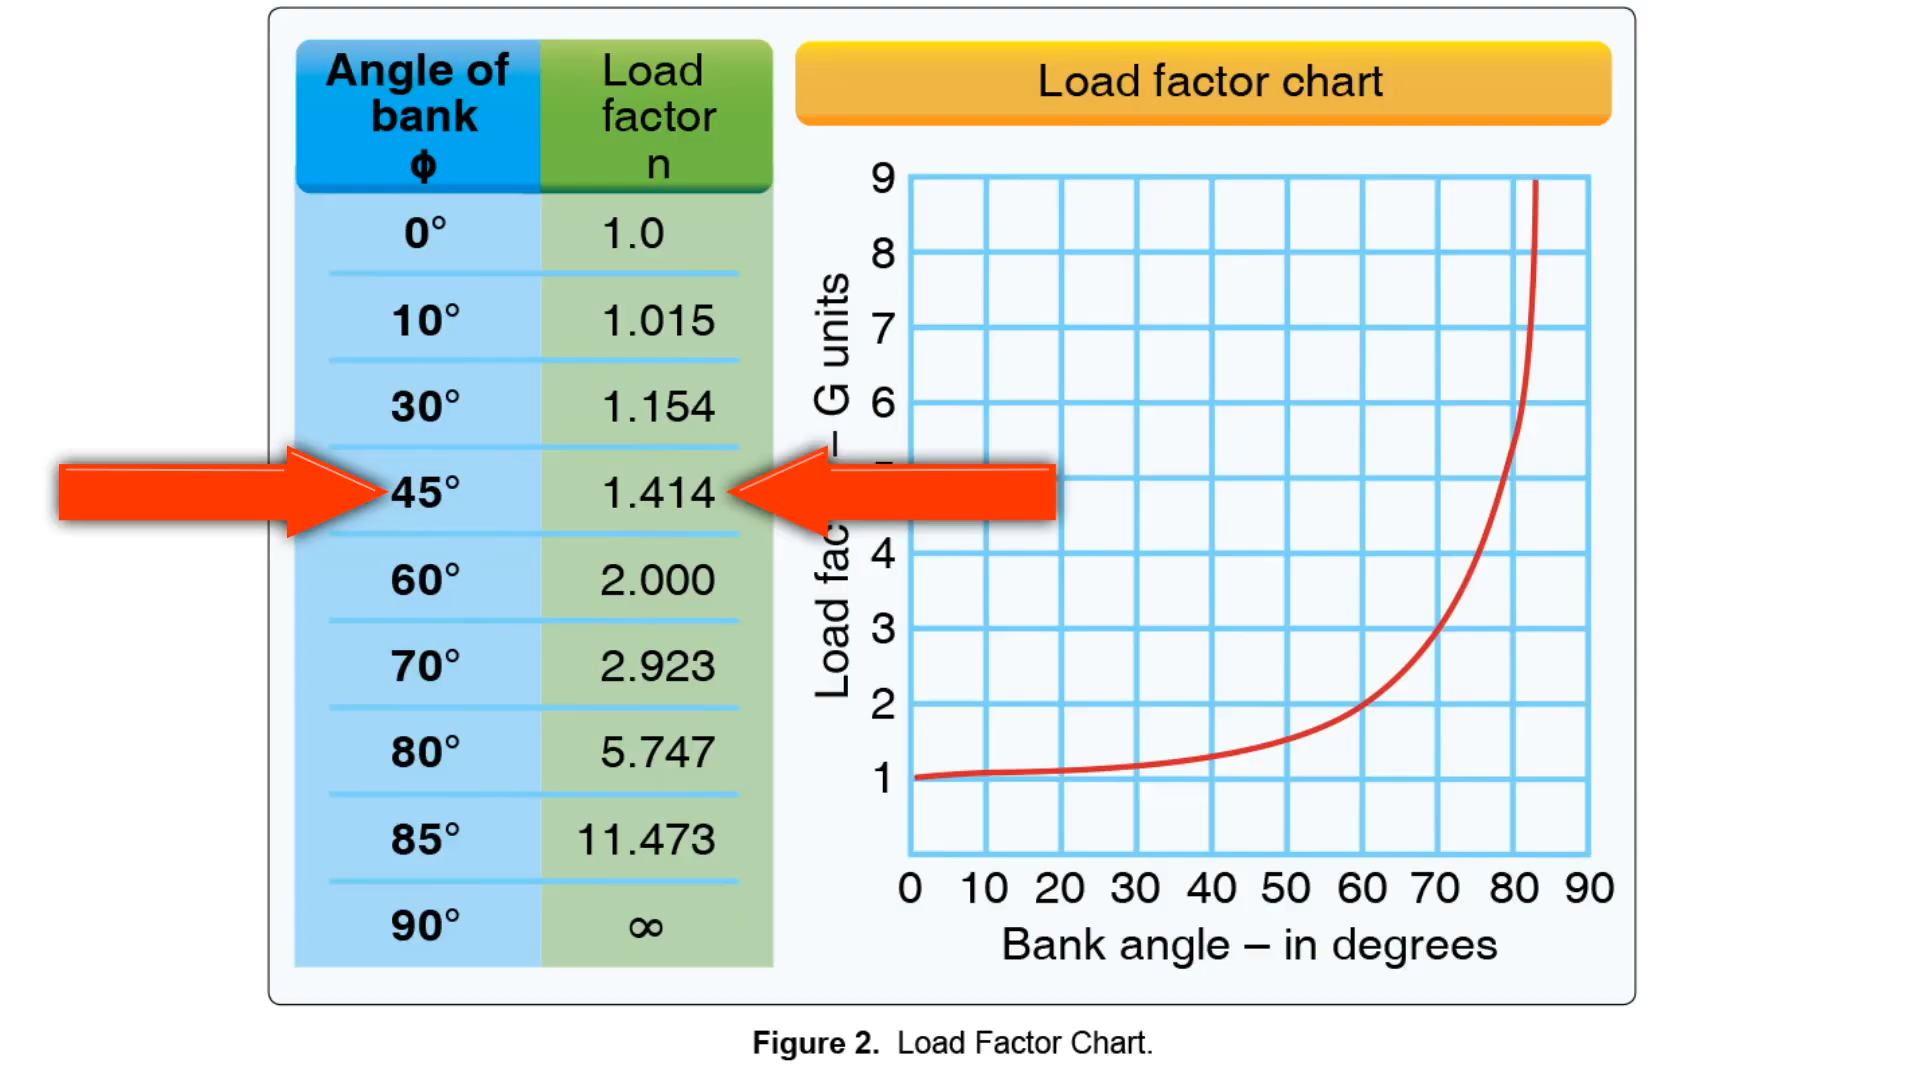 Angle of
bank
ϕ
Load
factor
n
0° 1.0
10° 1.015
30° 1.154
45° 1.414
60° 2.000
70° 2.923
80° 5.747
85° 11.473
90° ∞
Load factor chart
9
8
7
6
4
3
2
1
Load fac – G units
0 10 20 30 40 50 60 70 80 90
Bank angle – in degrees
Figure 2. Load Factor Chart.